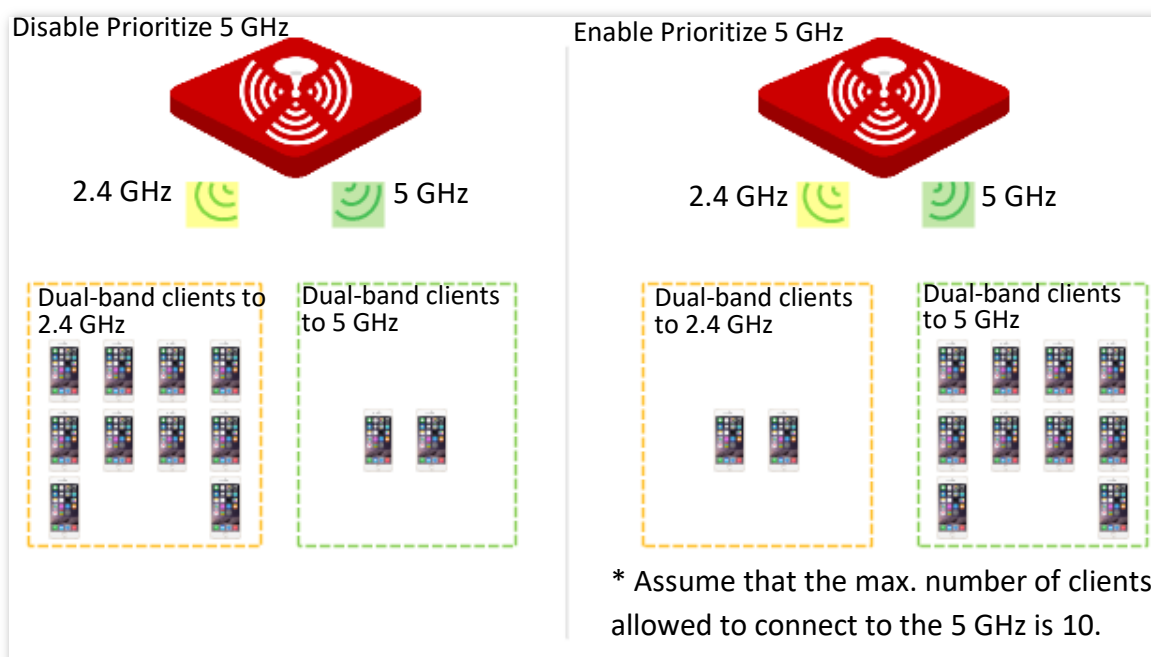 Disable Prioritize 5 GHz
2.4 GHz
5 GHz
Dual-band clients to
2.4 GHz
Dual-band clients
to 5 GHz
Enable Prioritize 5 GHz
2.4 GHz
5 GHz
Dual-band clients
to 2.4 GHz
Dual-band clients
to 5 GHz
* Assume that the max. number of clients
allowed to connect to the 5 GHz is 10.